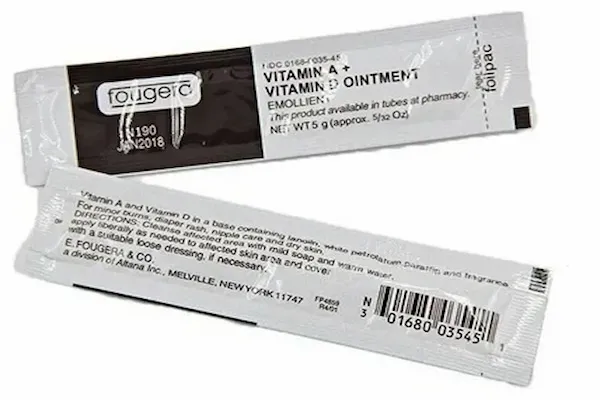 NDC 0168-0035-45
fougera
VITAMIN A +
VITAMIN D OINTMENT
EMOLLIENT
This product available in tubes at pharmacy.
NET WT 5 g (approx. 5/32 Oz)
N190
JAN2018
foilpac
Vitamin A and Vitamin D in a base containing lanolin, white petrolatum, paraffin and fragrance
For minor burns, diaper rash, nipple care and dry skin.
DIRECTIONS: Cleanse affected area with mild soap and warm water,
apply liberally as needed to affected skin area and cover
with a suitable loose dressing, if necessary.
E. FOUGERA & CO.
a division of Altana Inc., MELVILLE, NEW YORK 11747
FP4859
R4/01
N
3 01680 03545 1